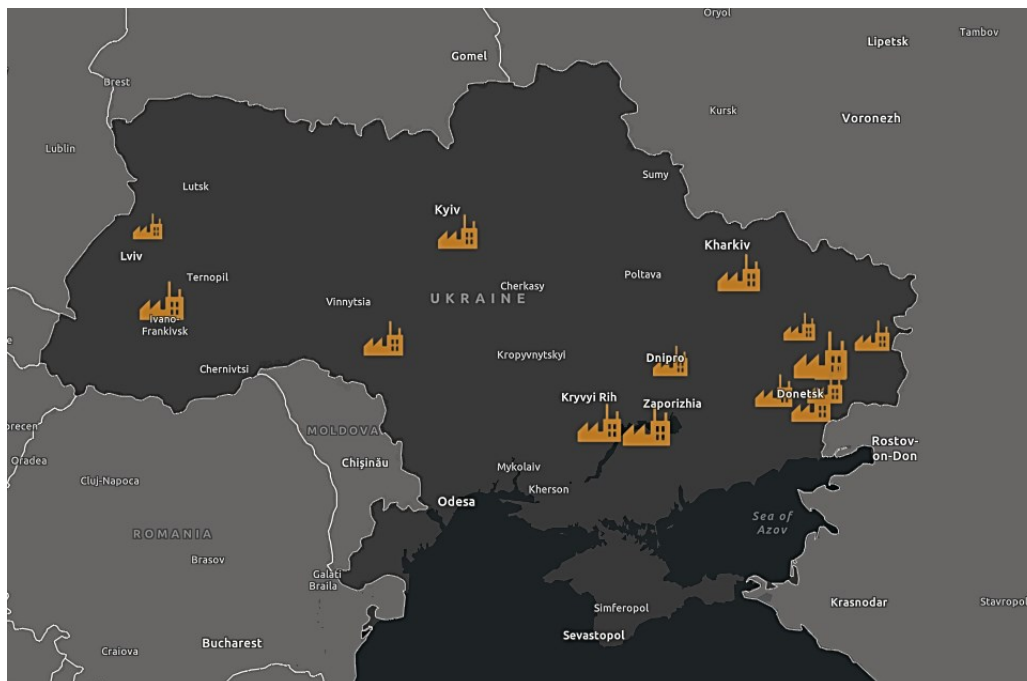 Oryol
Tambov
Lipetsk
Gomel
Brest
Kursk
Voronezh
Lublin
Sumy
Lutsk
Kyiv
Kharkiv
Lviv
Ternopil
Poltava
Cherkasy
Vinnytsia
UKRAINE
Ivano-
Frankivsk
Kropyvnytskyi
Dnipro
Chernivtsi
Donetsk
Kryvyi Rih
Zaporizhia
MOLDOVA
Rostov-
on-Don
Oradea
Chișinău
Mykolaiv
Cluj-Napoca
Kherson
Odesa
Sea of
Azov
ROMANIA
Brasov
Galati
Braila
Simferopol
Krasnodar
Sevastopol
Bucharest
Craiova